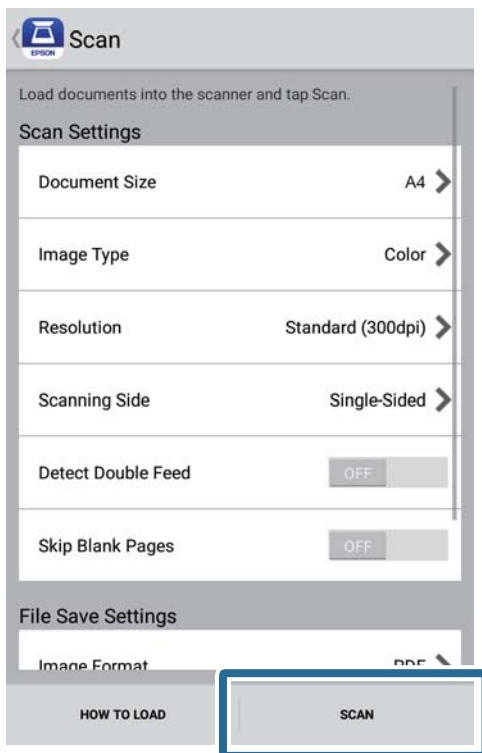 EPSON
Scan
Load documents into the scanner and tap Scan.
Scan Settings
Document Size A4
Image Type Color
Resolution Standard (300dpi)
Scanning Side Single-Sided
Detect Double Feed OFF
Skip Blank Pages OFF
File Save Settings
Image Format PDF
HOW TO LOAD SCAN